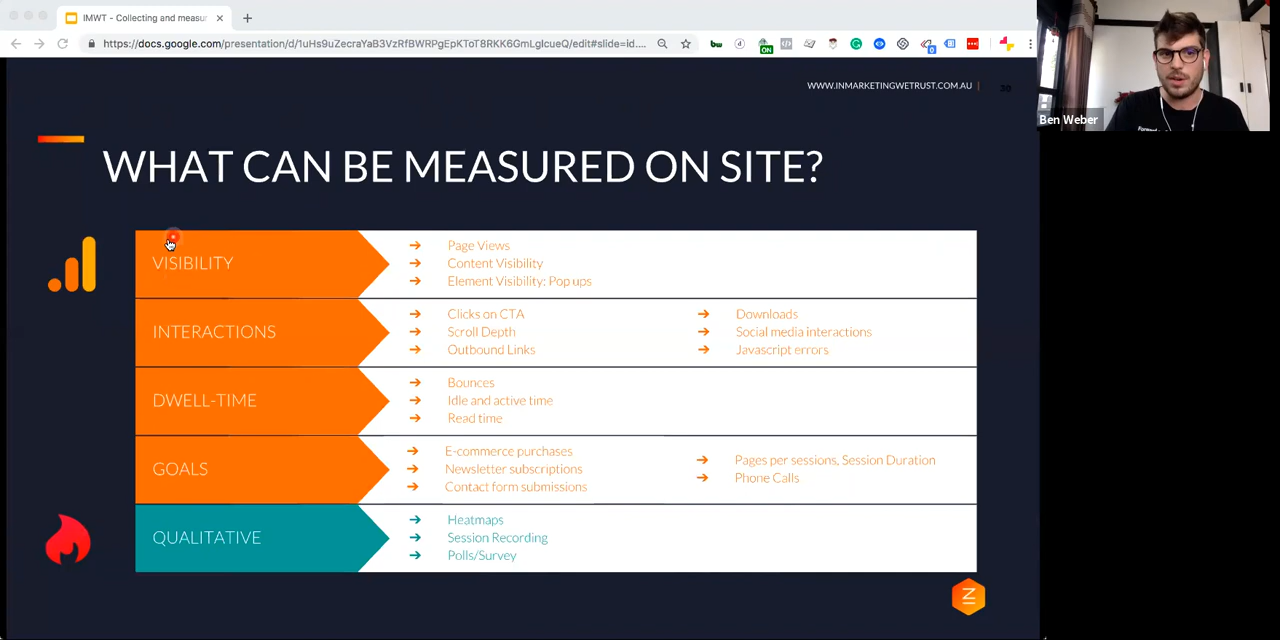 IMWT - Collecting and measu
https://docs.google.com/presentation/d/1uHs9uZecraYaB3VzRfBWRPgEpKToT8RKK6GmLgIcueQ/edit#slide=id....
ON
WWW.INMARKETINGWETRUST.COM.AU
20
Ben Weber
WHAT CAN BE MEASURED ON SITE?
VISIBILITY
Page Views
Content Visibility
Element Visibility: Pop ups
INTERACTIONS
Clicks on CTA
Scroll Depth
Outbound Links
Downloads
Social media interactions
Javascript errors
DWELL-TIME
Bounces
Idle and active time
Read time
GOALS
E-commerce purchases
Newsletter subscriptions
Contact form submissions
Pages per sessions, Session Duration
Phone Calls
QUALITATIVE
Heatmaps
Session Recording
Polls/Survey